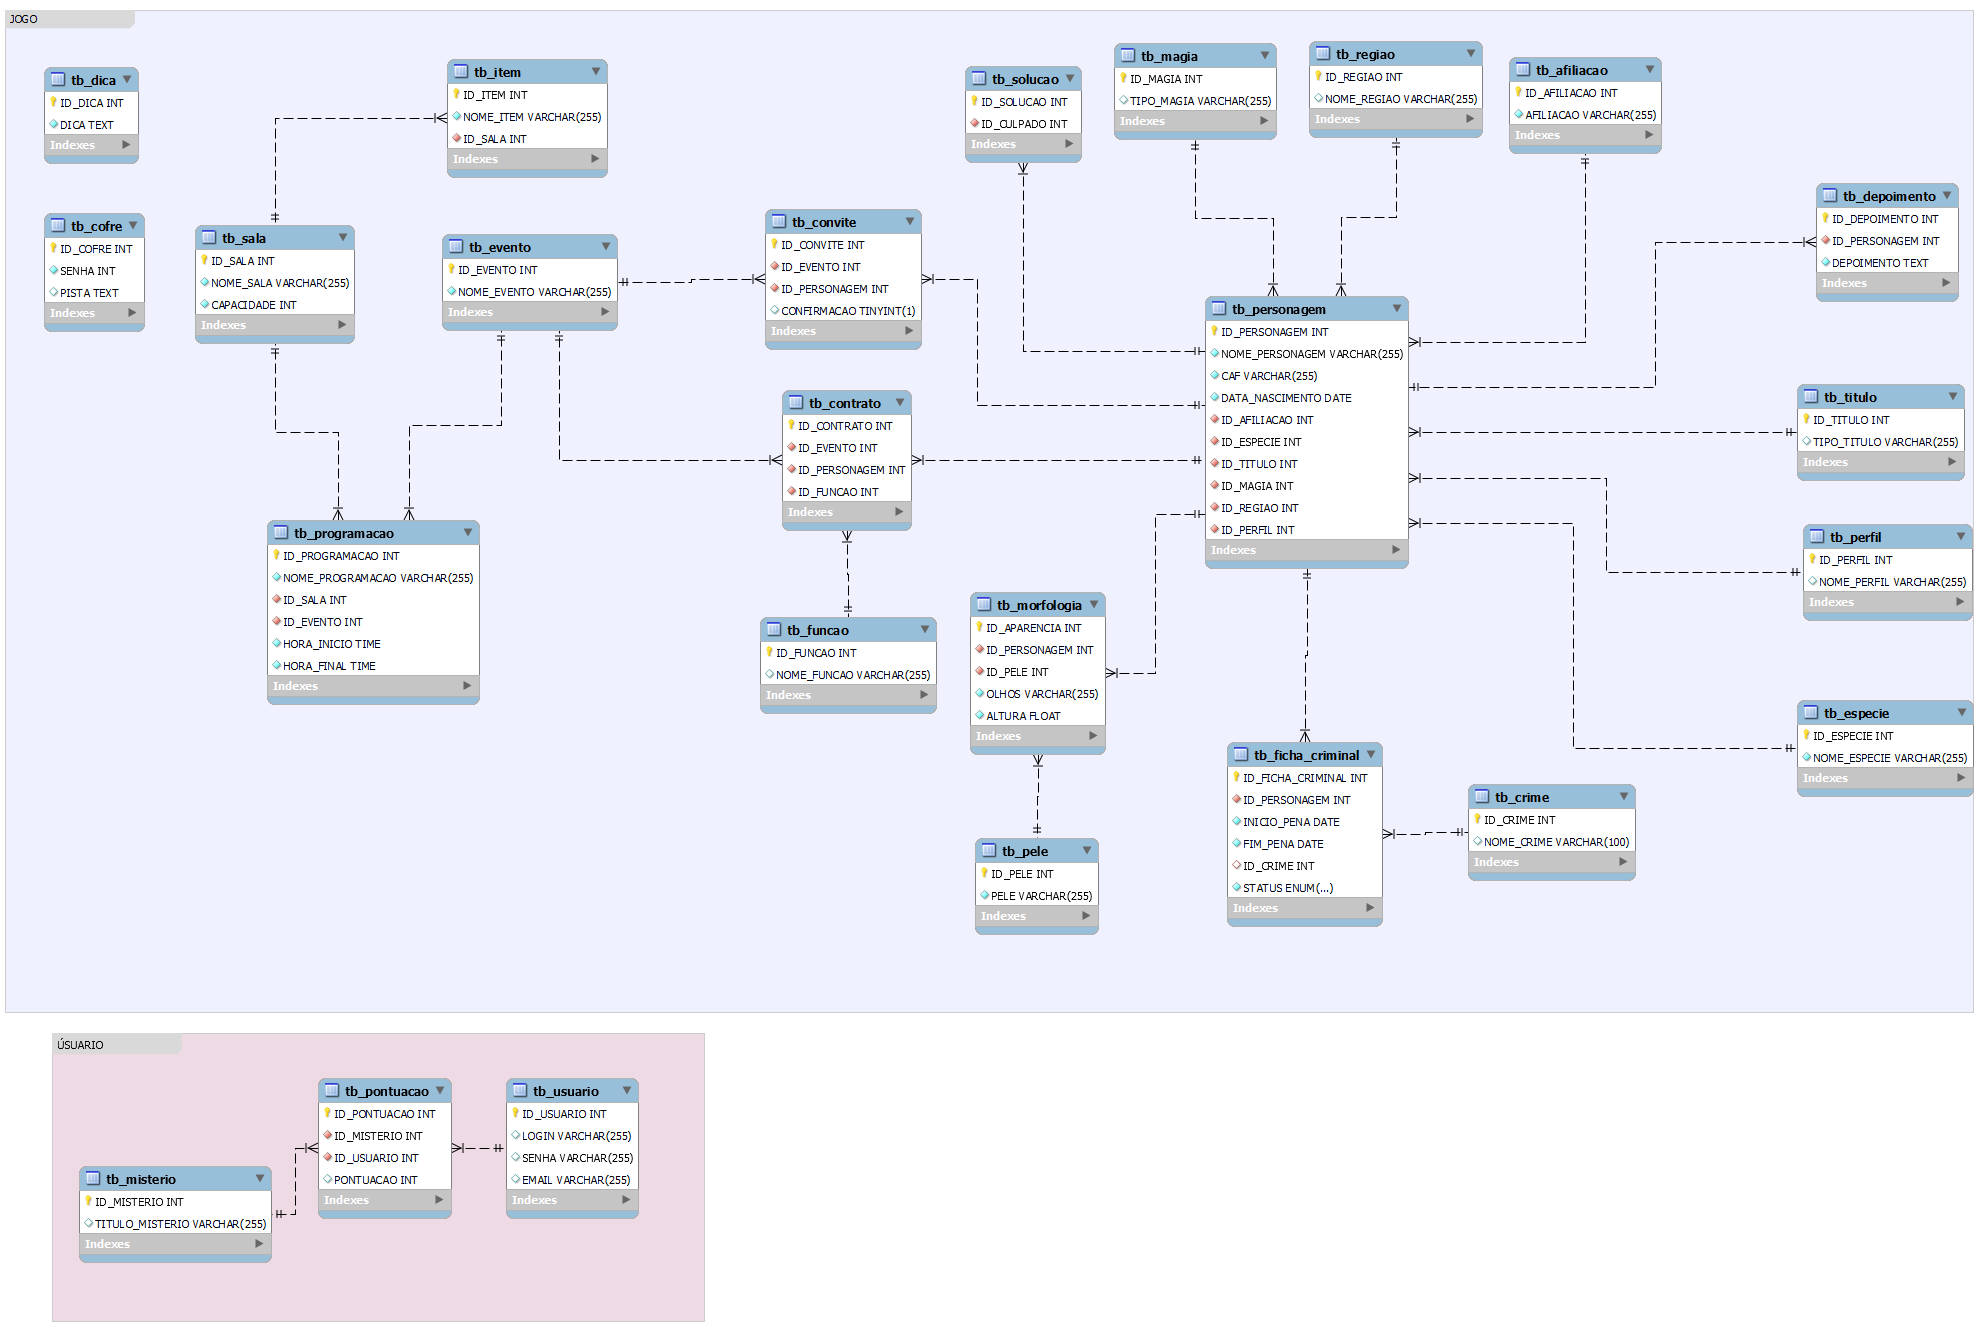 JOGO
tb_dica
ID_DICA INT
DICA TEXT
Indexes
tb_item
ID_ITEM INT
NOME_ITEM VARCHAR(255)
ID_SALA INT
Indexes
tb_solucao
ID_SOLUCAO INT
ID_CULPADO INT
Indexes
tb_magia
ID_MAGIA INT
TIPO_MAGIA VARCHAR(255)
Indexes
tb_regiao
ID_REGIAO INT
NOME_REGIAO VARCHAR(255)
Indexes
tb_afiliacao
ID_AFILIACAO INT
AFILIACAO VARCHAR(255)
Indexes
tb_depoimento
ID_DEPOIMENTO INT
ID_PERSONAGEM INT
DEPOIMENTO TEXT
Indexes
tb_cofre
ID_COFRE INT
SENHA INT
PISTA TEXT
Indexes
tb_sala
ID_SALA INT
NOME_SALA VARCHAR(255)
CAPACIDADE INT
Indexes
tb_evento
ID_EVENTO INT
NOME_EVENTO VARCHAR(255)
Indexes
tb_convite
ID_CONVITE INT
ID_EVENTO INT
ID_PERSONAGEM INT
CONFIRMACAO TINYINT(1)
Indexes
tb_personagem
ID_PERSONAGEM INT
NOME_PERSONAGEM VARCHAR(255)
CAF VARCHAR(255)
DATA_NASCIMENTO DATE
ID_AFILIACAO INT
ID_ESPECIE INT
ID_TITULO INT
ID_MAGIA INT
ID_REGIAO INT
ID_PERFIL INT
Indexes
tb_contrato
ID_CONTRATO INT
ID_EVENTO INT
ID_PERSONAGEM INT
ID_FUNCAO INT
Indexes
tb_titulo
ID_TITULO INT
TIPO_TITULO VARCHAR(255)
Indexes
tb_programacao
ID_PROGRAMACAO INT
NOME_PROGRAMACAO VARCHAR(255)
ID_SALA INT
ID_EVENTO INT
HORA_INICIO TIME
HORA_FINAL TIME
Indexes
tb_perfil
ID_PERFIL INT
NOME_PERFIL VARCHAR(255)
Indexes
tb_funcao
ID_FUNCAO INT
NOME_FUNCAO VARCHAR(255)
Indexes
tb_morfologia
ID_APARENCIA INT
ID_PERSONAGEM INT
ID_PELE INT
OLHOS VARCHAR(255)
ALTURA FLOAT
Indexes
tb_especie
ID_ESPECIE INT
NOME_ESPECIE VARCHAR(255)
Indexes
tb_ficha_criminal
ID_FICHA_CRIMINAL INT
ID_PERSONAGEM INT
INICIO_PENA DATE
FIM_PENA DATE
ID_CRIME INT
STATUS ENUM(...)
Indexes
tb_crime
ID_CRIME INT
NOME_CRIME VARCHAR(100)
Indexes
tb_pele
ID_PELE INT
PELE VARCHAR(255)
Indexes
ÚSUARIO
tb_pontuacao
ID_PONTUACAO INT
ID_MISTERIO INT
ID_USUARIO INT
PONTUACAO INT
Indexes
tb_usuario
ID_USUARIO INT
LOGIN VARCHAR(255)
SENHA VARCHAR(255)
EMAIL VARCHAR(255)
Indexes
tb_misterio
ID_MISTERIO INT
TITULO_MISTERIO VARCHAR(255)
Indexes